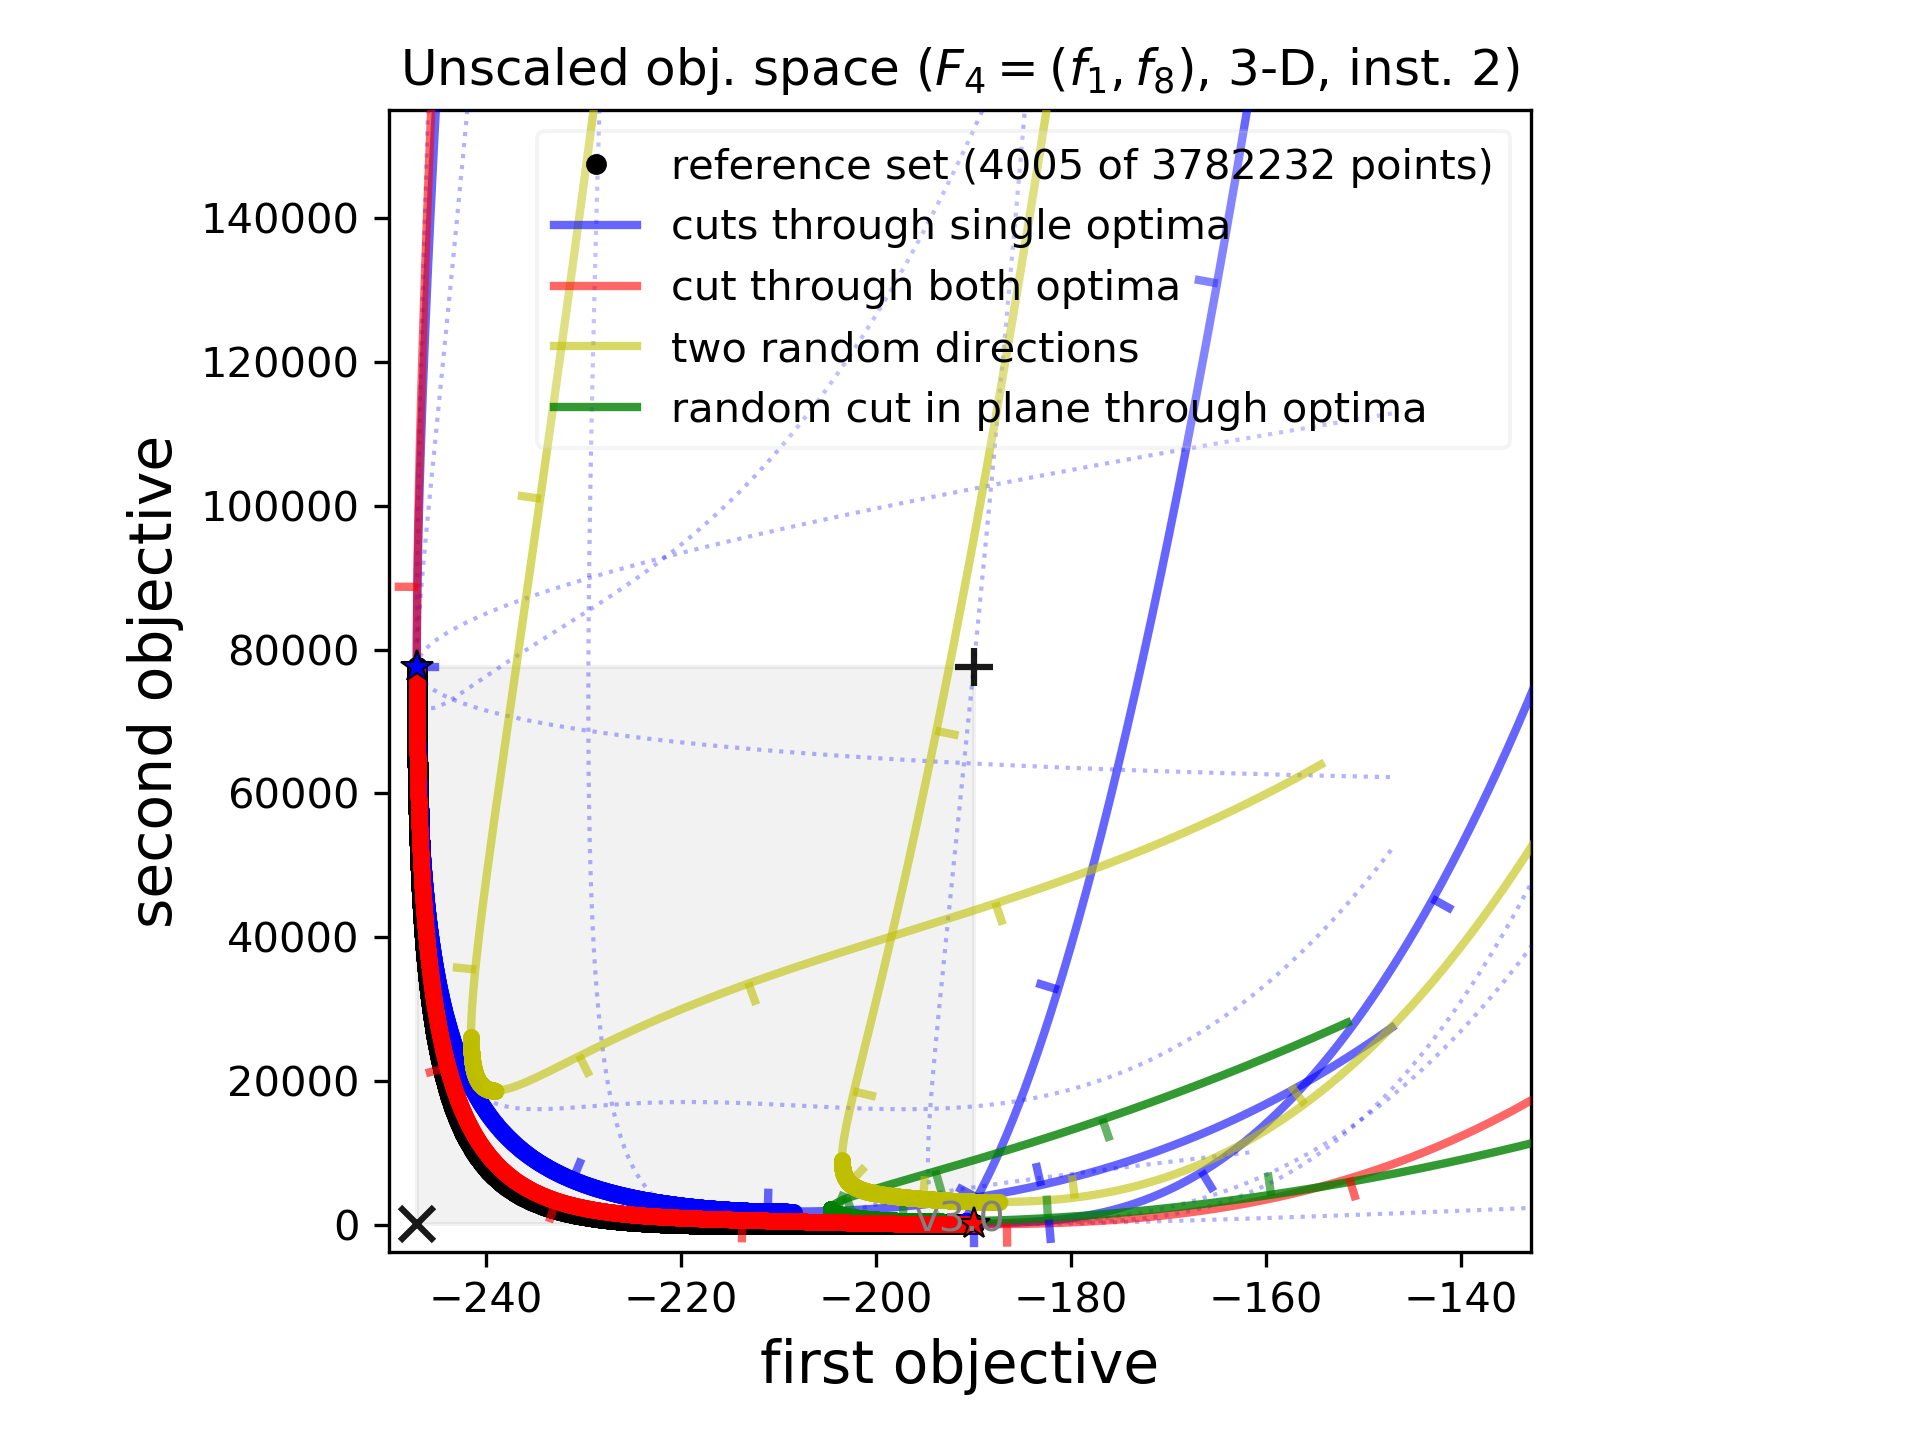 Unscaled obj. space (F₄ = (f₁, f₈), 3-D, inst. 2)
reference set (4005 of 3782232 points)
cuts through single optima
cut through both optima
two random directions
random cut in plane through optima
140000
120000
100000
80000
60000
40000
20000
0
second objective
v3.0
−240
−220
−200
−180
−160
−140
first objective